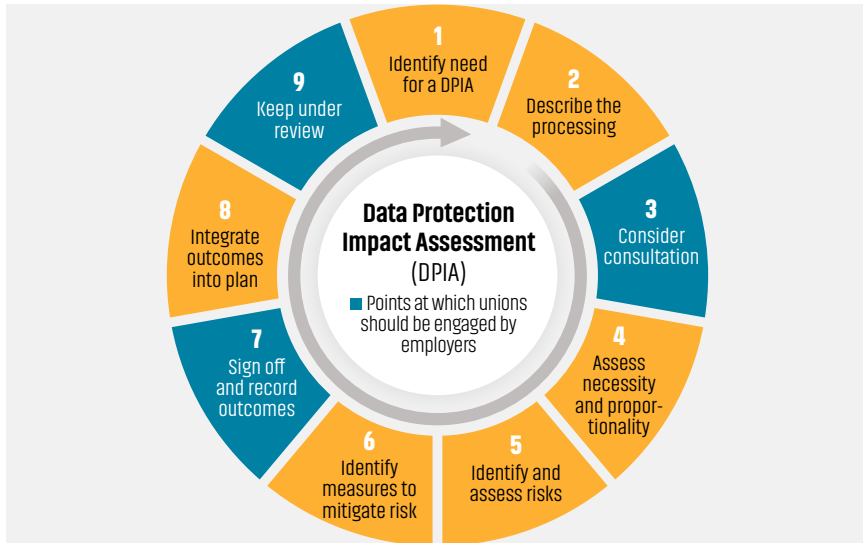 1
Identify need
for a DPIA
2
Describe the
processing
3
Consider
consultation
4
Assess
necessity
and propor-
tionality
5
Identify and
assess risks
6
Identify
measures to
mitigate risk
7
Sign off
and record
outcomes
8
Integrate
outcomes
into plan
9
Keep under
review
Data Protection
Impact Assessment
(DPIA)
Points at which unions
should be engaged by
employers